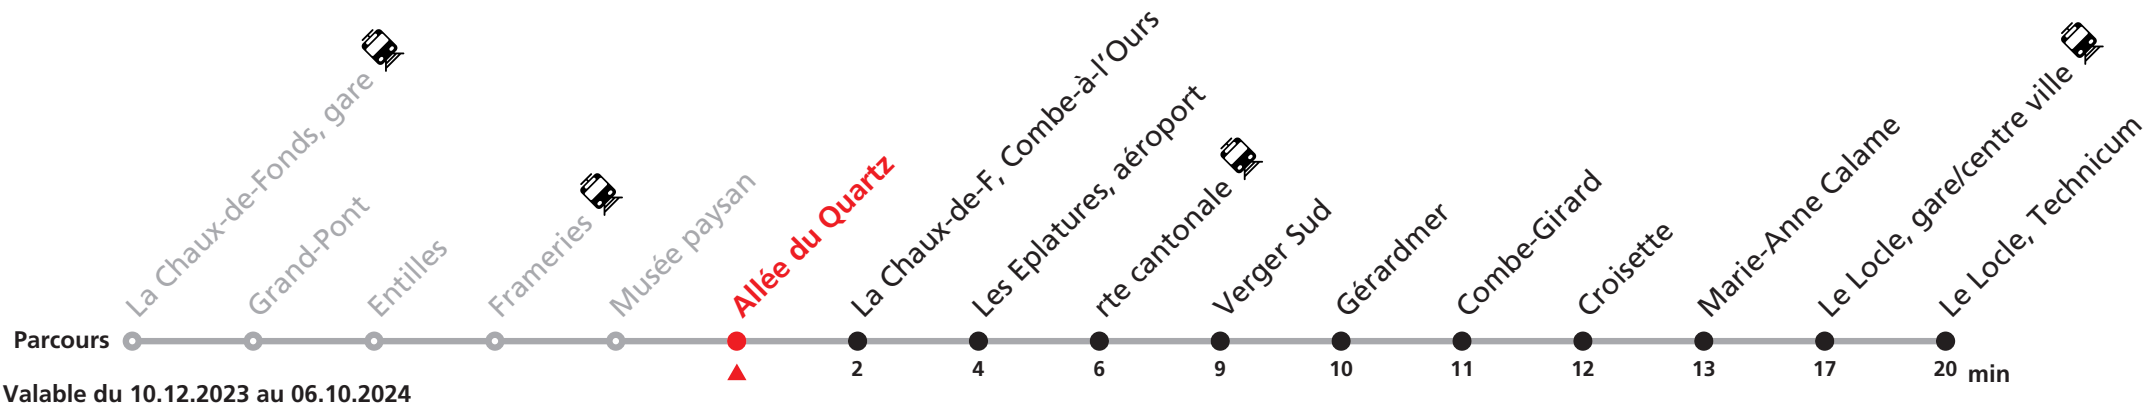 La Chaux-de-Fonds, gare
Grand-Pont
Entilles
Frameries
Musée paysan
Allée du Quartz
La Chaux-de-F, Combe-à-l'Ours
Les Eplatures, aéroport
rte cantonale
Verger Sud
Gérardmer
Combe-Girard
Croisette
Marie-Anne Calame
Le Locle, gare/centre ville
Le Locle, Technicum
Parcours
2 4 6 9 10 11 12 13 17 20 min
Valable du 10.12.2023 au 06.10.2024